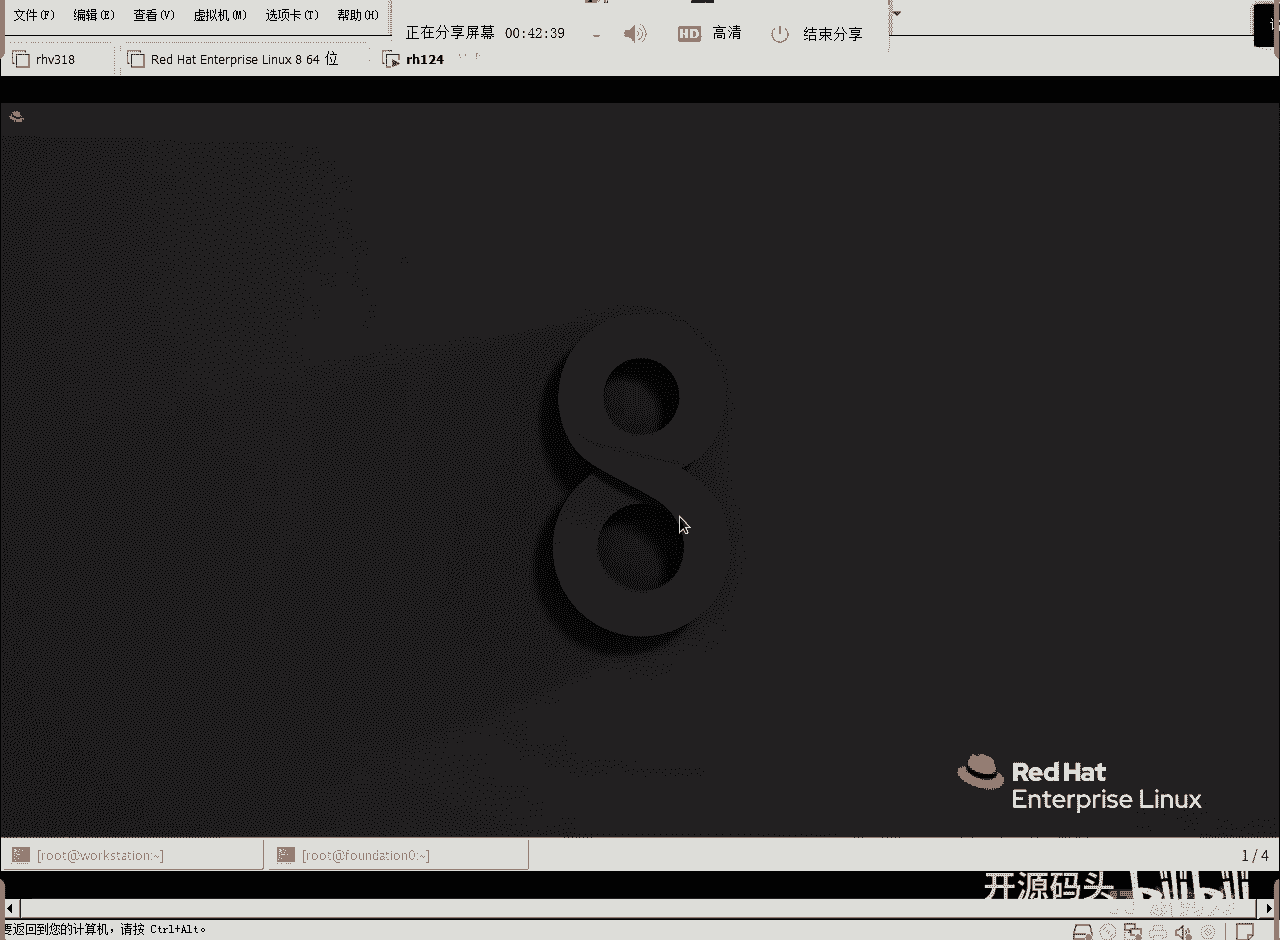 文件(F) 编辑(E) 查看(V) 虚拟机(M) 选项卡(T) 帮助(H)
正在分享屏幕 00:42:39 HD 高清 结束分享
rhv318 Red Hat Enterprise Linux 8 64 位 rh124
8
Red Hat
Enterprise Linux
[root@workstation:~] [root@foundation0:~] 1 / 4
开源码头 bilibili
要返回到您的计算机，请按 Ctrl+Alt。